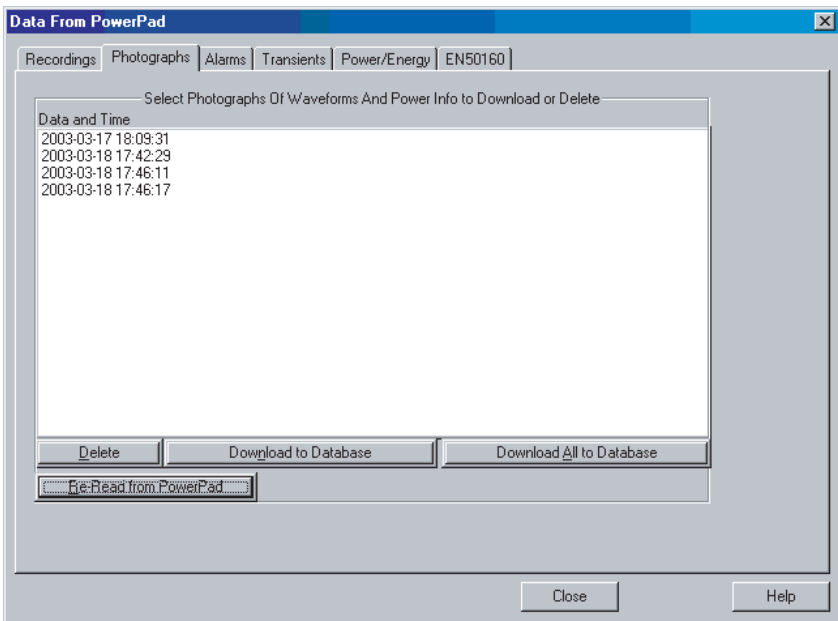 Data From PowerPad
Recordings Photographs Alarms Transients Power/Energy EN50160
Select Photographs Of Waveforms And Power Info to Download or Delete
Data and Time
2003-03-17 18:09:31
2003-03-18 17:42:29
2003-03-18 17:46:11
2003-03-18 17:46:17
Delete Download to Database Download All to Database
Re-Read from PowerPad
Close Help